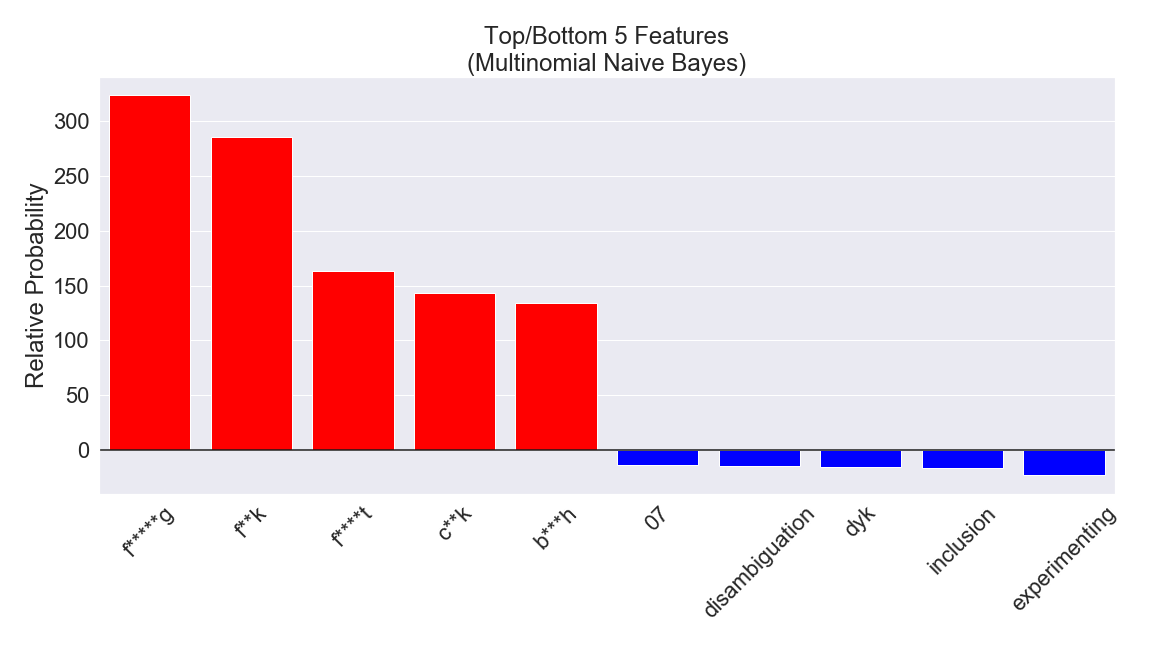 Top/Bottom 5 Features
(Multinomial Naive Bayes)
Relative Probability
300
250
200
150
100
50
0
f*****g
f**k
f****t
c**k
b***h
07
disambiguation
dyk
inclusion
experimenting